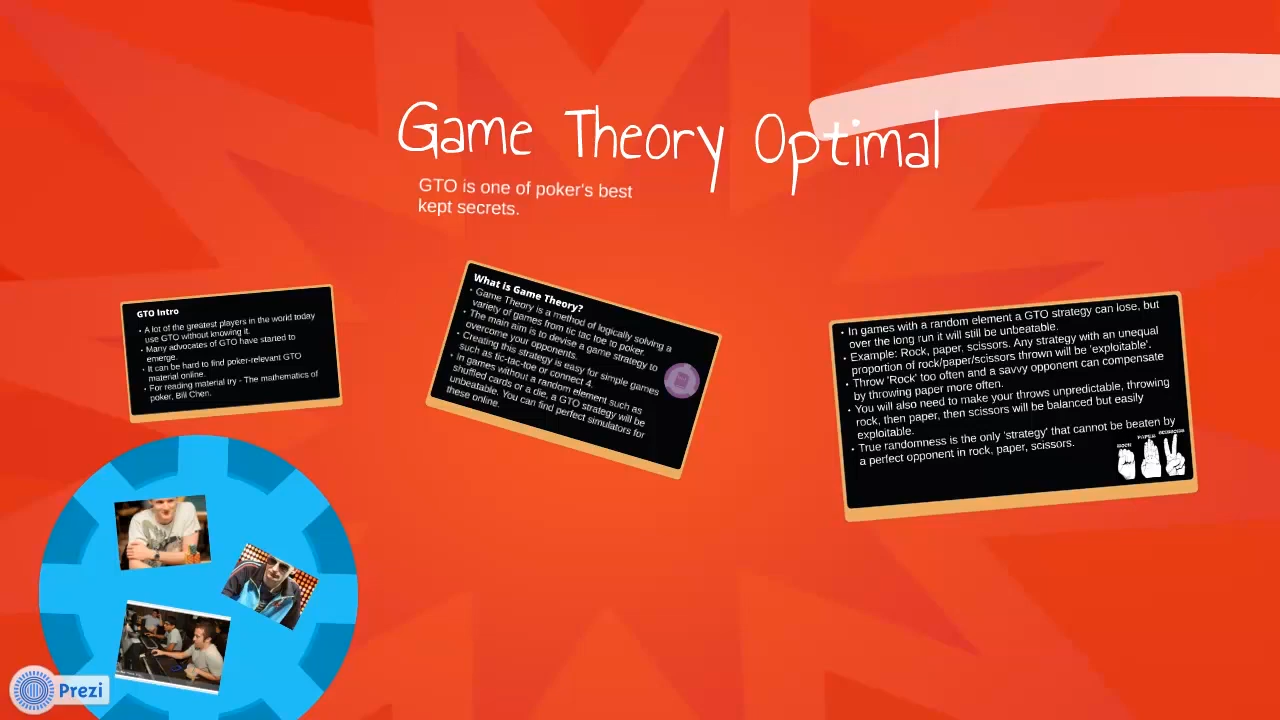 Game Theory Optimal
GTO is one of poker's best
kept secrets.
GTO Intro
• A lot of the greatest players in the world today
use GTO without knowing it.
• Many advocates of GTO have started to
emerge.
• It can be hard to find poker-relevant GTO
material online.
• For reading material try - The mathematics of
poker, Bill Chen.
What is Game Theory?
• Game Theory is a method of logically solving a
variety of games from tic tac toe to poker.
• The main aim is to devise a game strategy to
overcome your opponents.
• Creating this strategy is easy for simple games
such as tic-tac-toe or connect 4.
• in games without a random element such as
shuffled cards or a die, a GTO strategy will be
unbeatable. You can find perfect simulators for
these online.
• In games with a random element a GTO strategy can lose, but
over the long run it will still be unbeatable.
• Example: Rock, paper, scissors. Any strategy with an unequal
proportion of rock/paper/scissors thrown will be 'exploitable'.
• Throw 'Rock' too often and a savvy opponent can compensate
by throwing paper more often.
• You will also need to make your throws unpredictable, throwing
rock, then paper, then scissors will be balanced but easily
exploitable.
• True randomness is the only 'strategy' that cannot be beaten by
a perfect opponent in rock, paper, scissors.
ROCK PAPER SCISSORS
Prezi